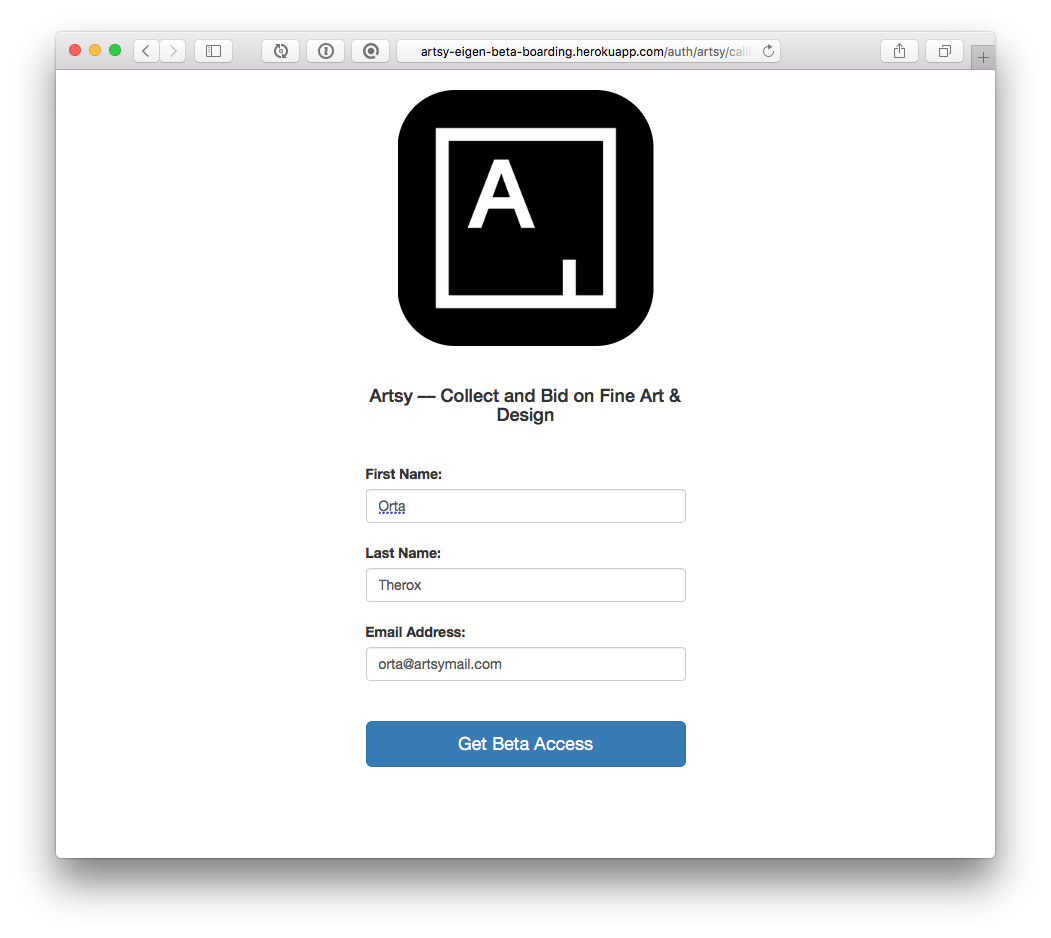 artsy-eigen-beta-boarding.herokuapp.com/auth/artsy/call
A
Artsy — Collect and Bid on Fine Art &
Design
First Name:
Orta
Last Name:
Therox
Email Address:
orta@artsymail.com
Get Beta Access